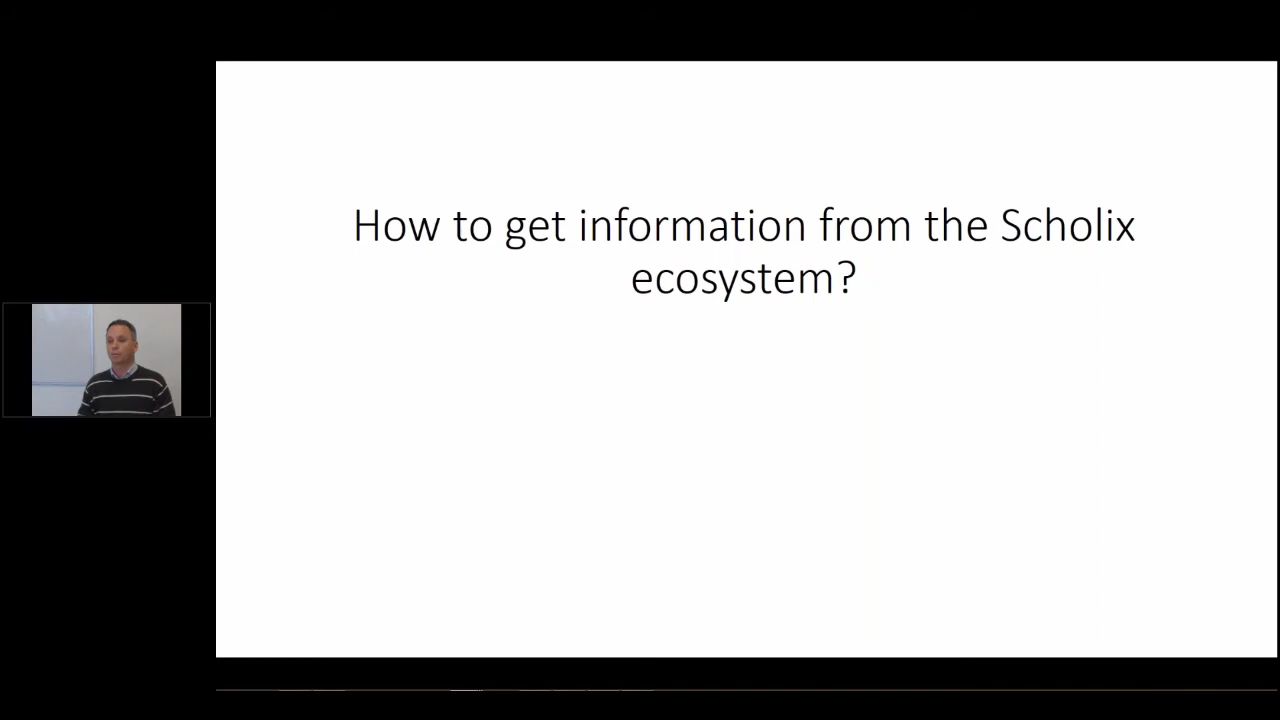 How to get information from the Scholix
ecosystem?